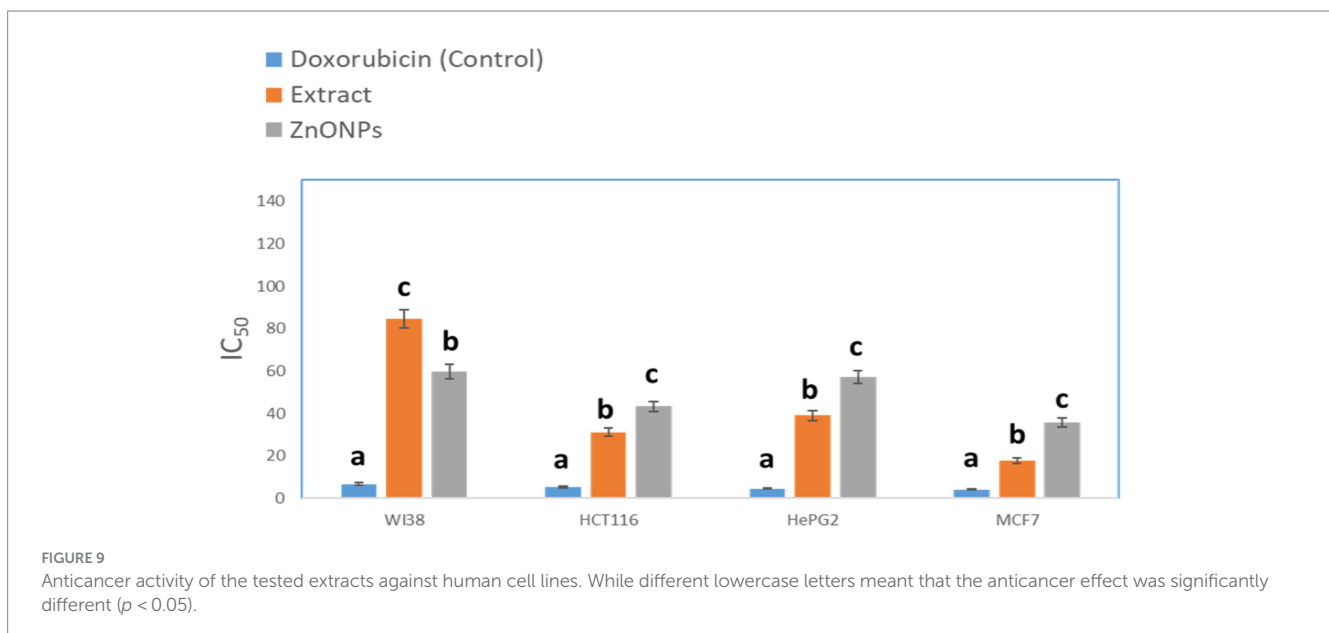 Doxorubicin (Control)
Extract
ZnONPs
IC50
140
120
100
80
60
40
20
0
a
c
b
a
b
c
a
b
c
a
b
c
WI38
HCT116
HePG2
MCF7
FIGURE 9
Anticancer activity of the tested extracts against human cell lines. While different lowercase letters meant that the anticancer effect was significantly
different (p < 0.05).